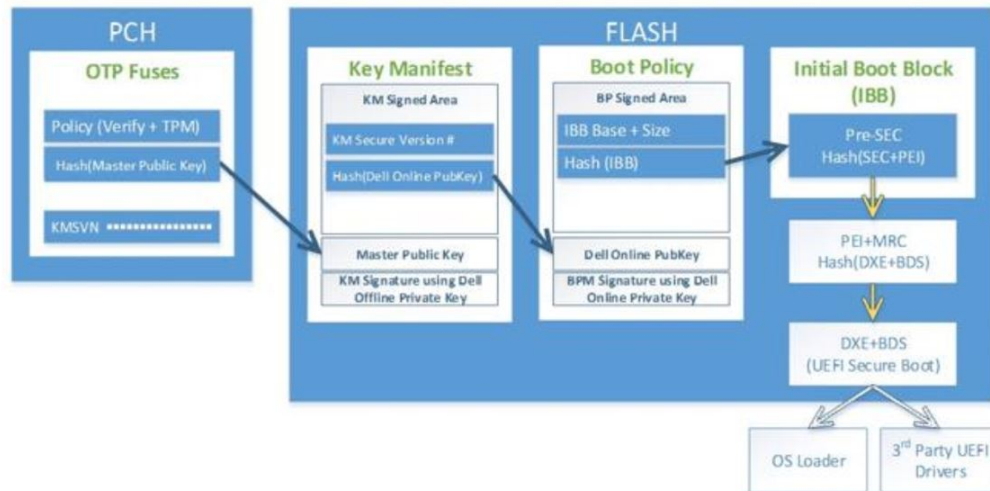 PCH
OTP Fuses
Policy (Verify + TPM)
Hash(Master Public Key)
KMSVN
FLASH
Key Manifest
KM Signed Area
KM Secure Version #
Hash(Dell Online PubKey)
Master Public Key
KM Signature using Dell
Offline Private Key
Boot Policy
BP Signed Area
IBB Base + Size
Hash (IBB)
Dell Online PubKey
BPM Signature using Dell
Online Private Key
Initial Boot Block
(IBB)
Pre-SEC
Hash(SEC+PEI)
PEI+MRC
Hash(DXE+BDS)
DXE+BDS
(UEFI Secure Boot)
OS Loader
3rd Party UEFI
Drivers